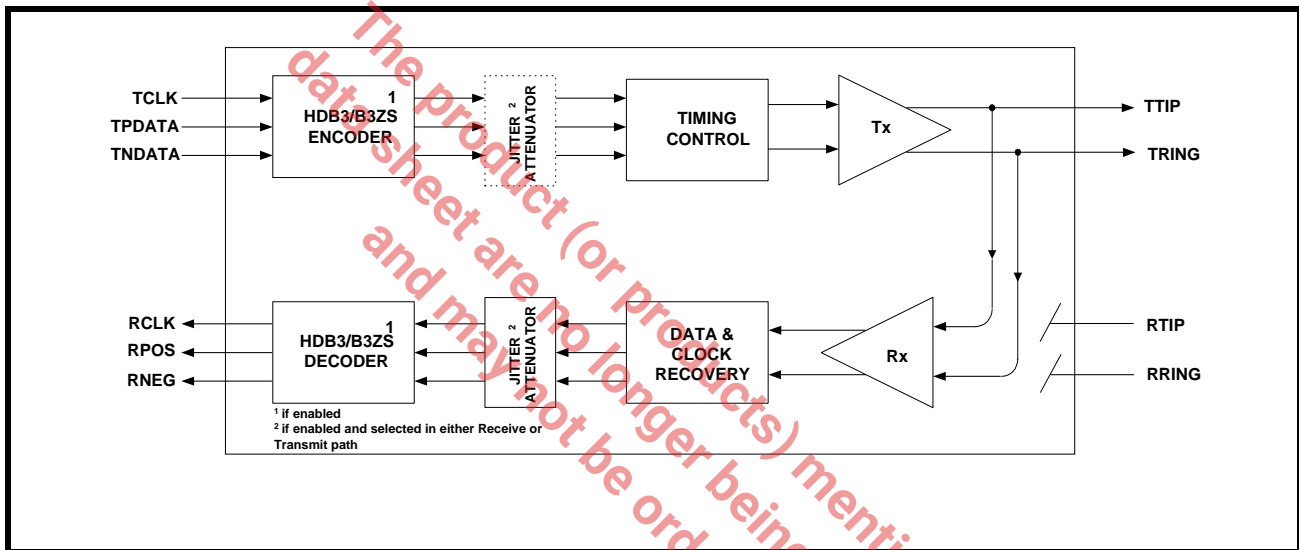 TCLK
TPDATA
TNDATA
HDB3/B3ZS 1
ENCODER
JITTER 2
ATTENUATOR
TIMING
CONTROL
Tx
TTIP
TRING
RCLK
RPOS
RNEG
HDB3/B3ZS 1
DECODER
JITTER 2
ATTENUATOR
DATA &
CLOCK
RECOVERY
Rx
RTIP
RRING
1 if enabled
2 if enabled and selected in either Receive or
Transmit path
The product (or products) menti
data sheet are no longer being
and may not be ord